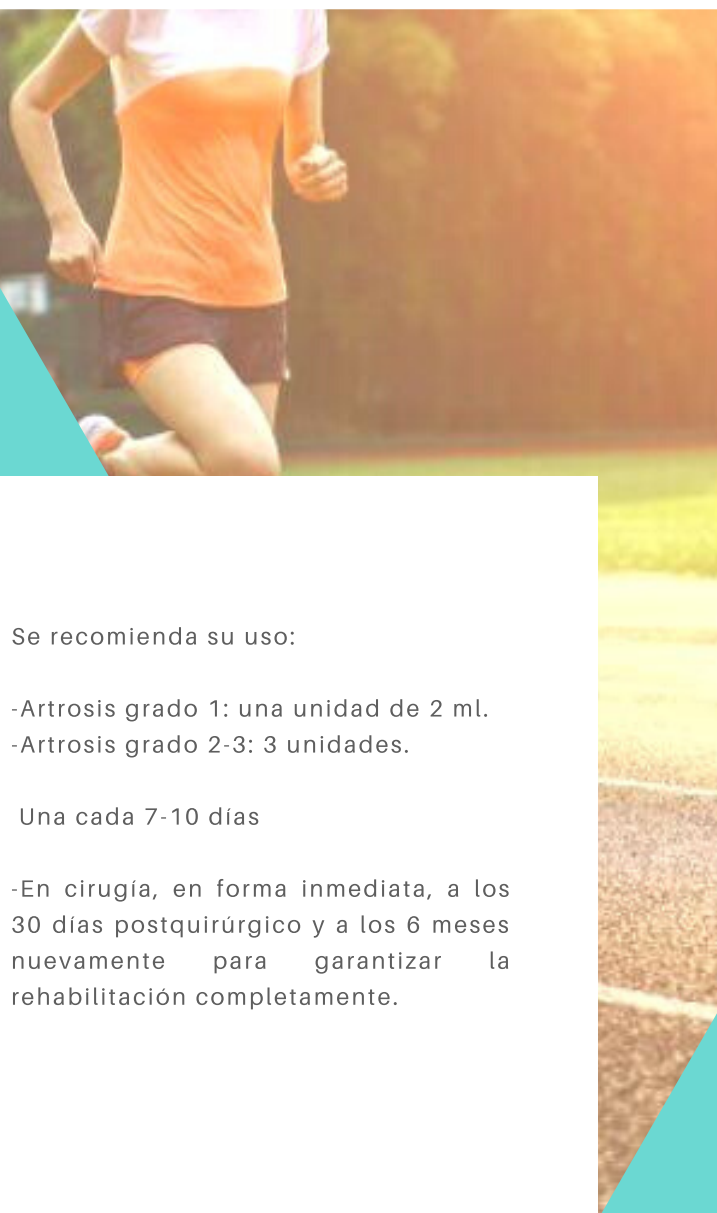 Se recomienda su uso:
-Artrosis grado 1: una unidad de 2 ml.
-Artrosis grado 2-3: 3 unidades.
Una cada 7-10 días
-En cirugía, en forma inmediata, a los
30 días postquirúrgico y a los 6 meses
nuevamente para garantizar la
rehabilitación completamente.